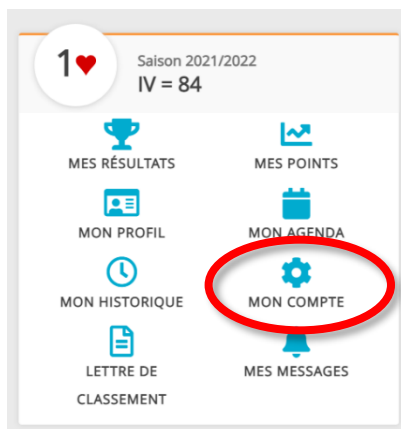 1♥
Saison 2021/2022
IV = 84
MES RÉSULTATS
MES POINTS
MON PROFIL
MON AGENDA
MON HISTORIQUE
MON COMPTE
LETTRE DE
CLASSEMENT
MES MESSAGES